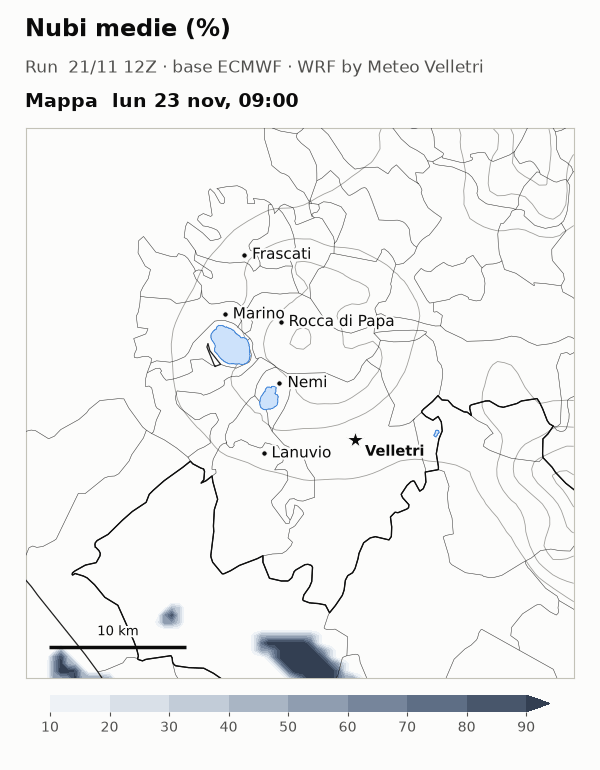 Nubi medie (%)
Run  21/11 12Z · base ECMWF · WRF by Meteo Velletri
Mappa  lun 23 nov, 09:00
Frascati
Marino
Rocca di Papa
Nemi
Velletri
Lanuvio
10 km
10 20 30 40 50 60 70 80 90